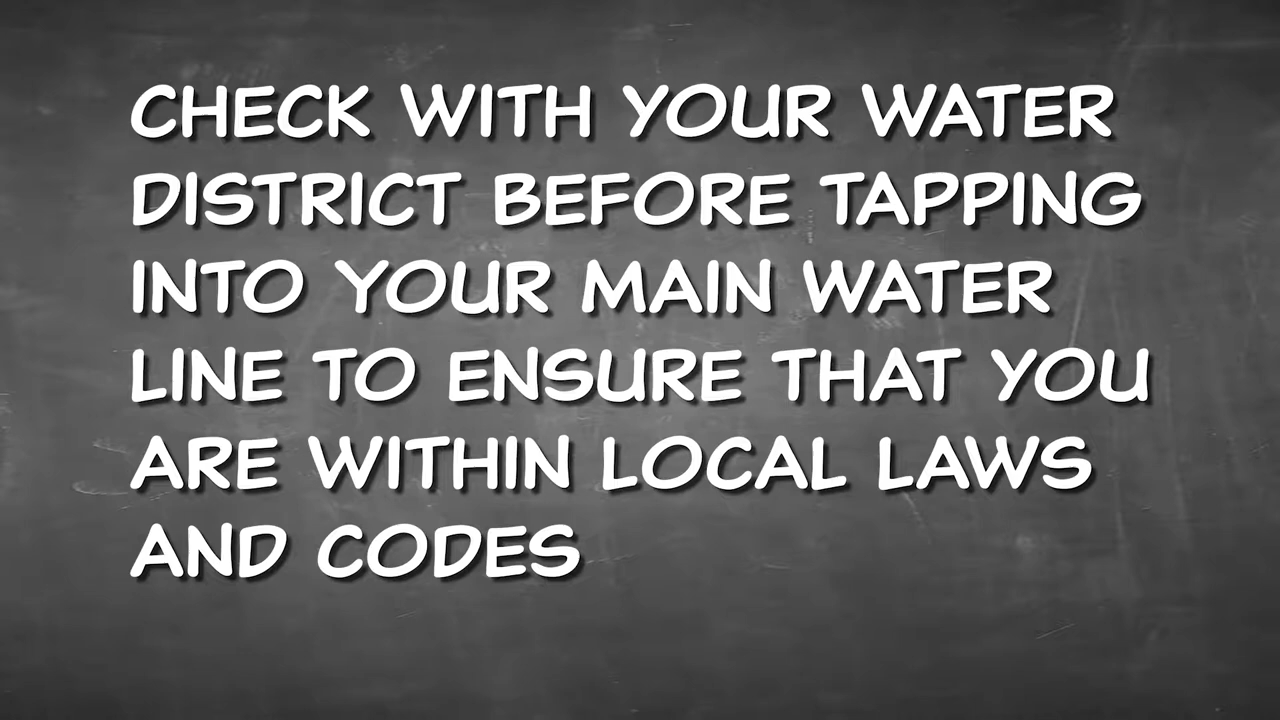 CHECK WITH YOUR WATER
DISTRICT BEFORE TAPPING
INTO YOUR MAIN WATER
LINE TO ENSURE THAT YOU
ARE WITHIN LOCAL LAWS
AND CODES